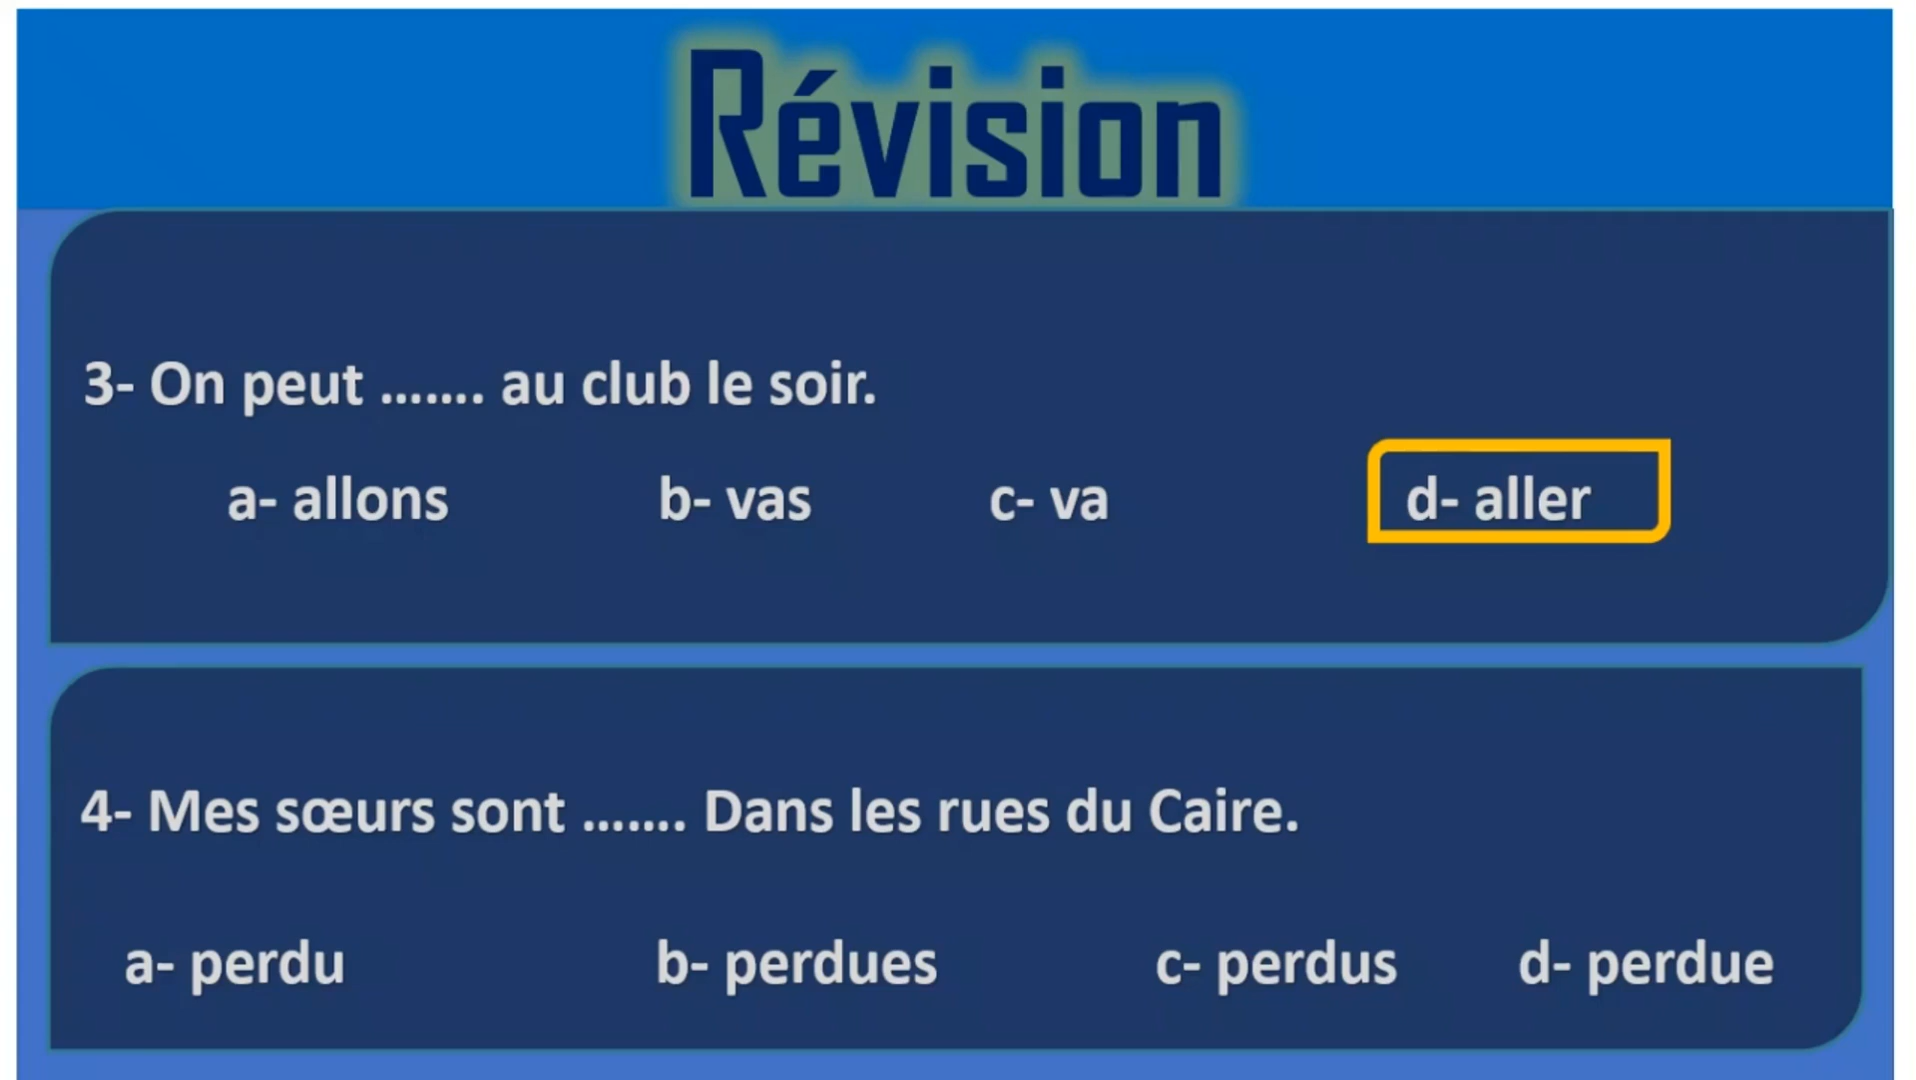 Révision
3- On peut ....... au club le soir.
a- allons b- vas c- va d- aller
4- Mes sœurs sont ....... Dans les rues du Caire.
a- perdu b- perdues c- perdus d- perdue